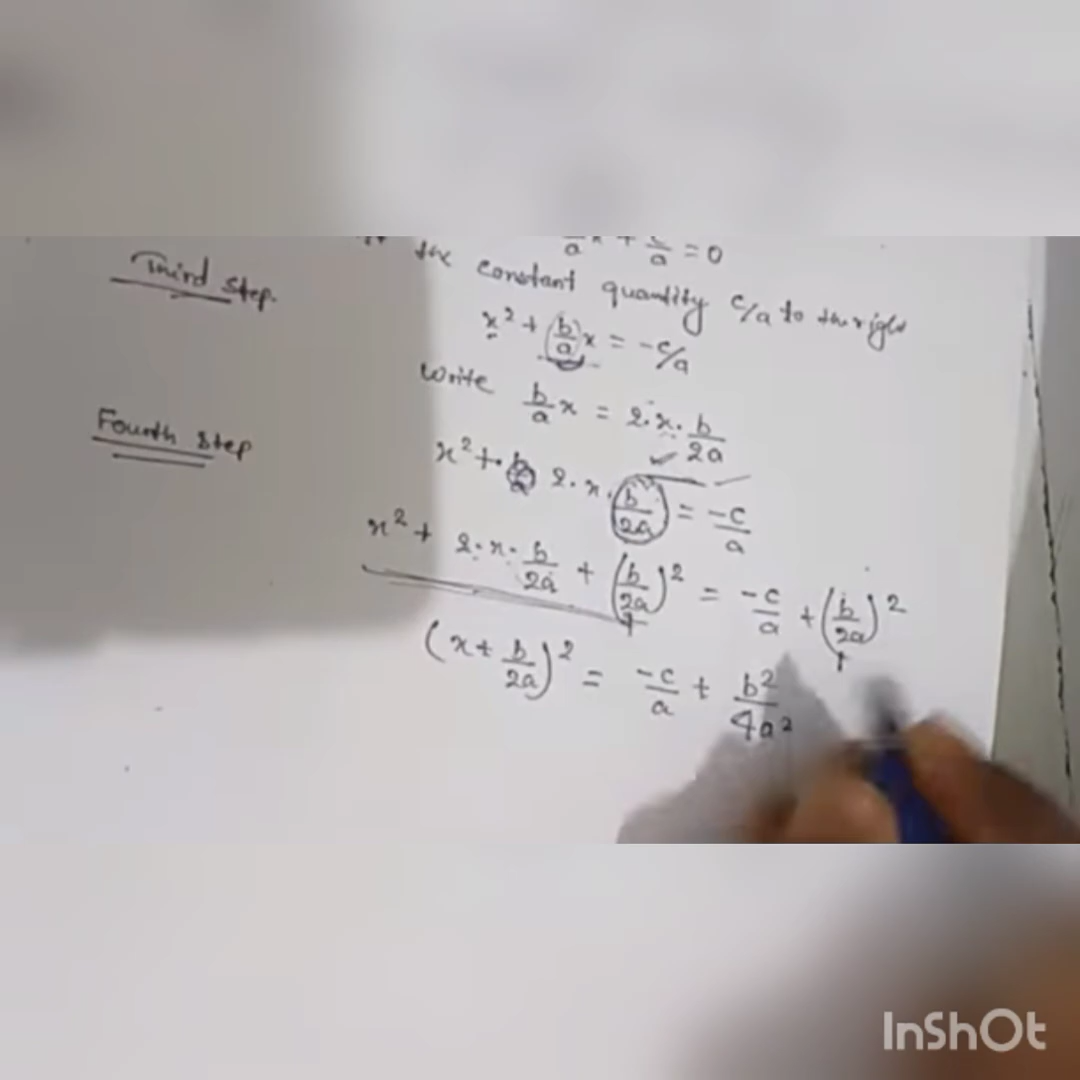 a x + c/a = 0
Third step.
the constant quantity c/a to the right
x² + (b/a)x = -c/a
write b/a x = 2.x. b/2a
Fourth step
x² + 2.x. b/2a = -c/a
x² + 2.x. b/2a + (b/2a)² = -c/a + (b/2a)²
(x + b/2a)² = -c/a + b²/4a²
InShOt